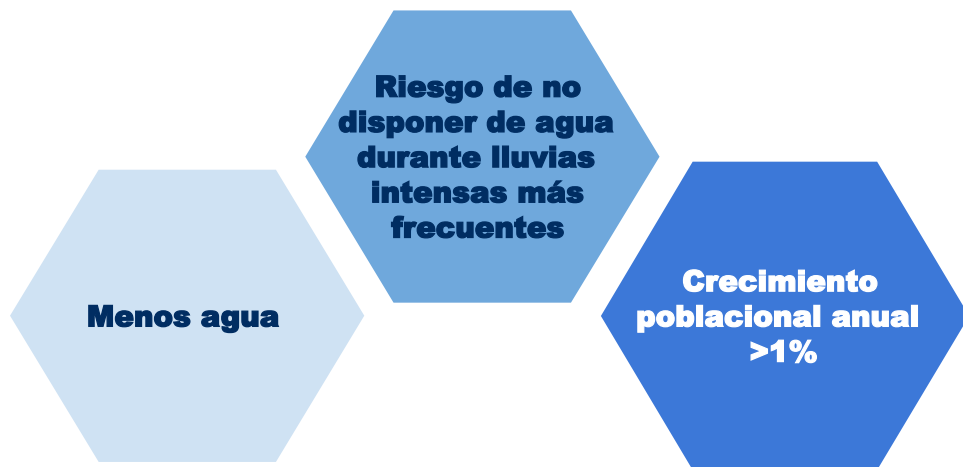 Menos agua
Riesgo de no
disponer de agua
durante lluvias
intensas más
frecuentes
Crecimiento
poblacional anual
>1%